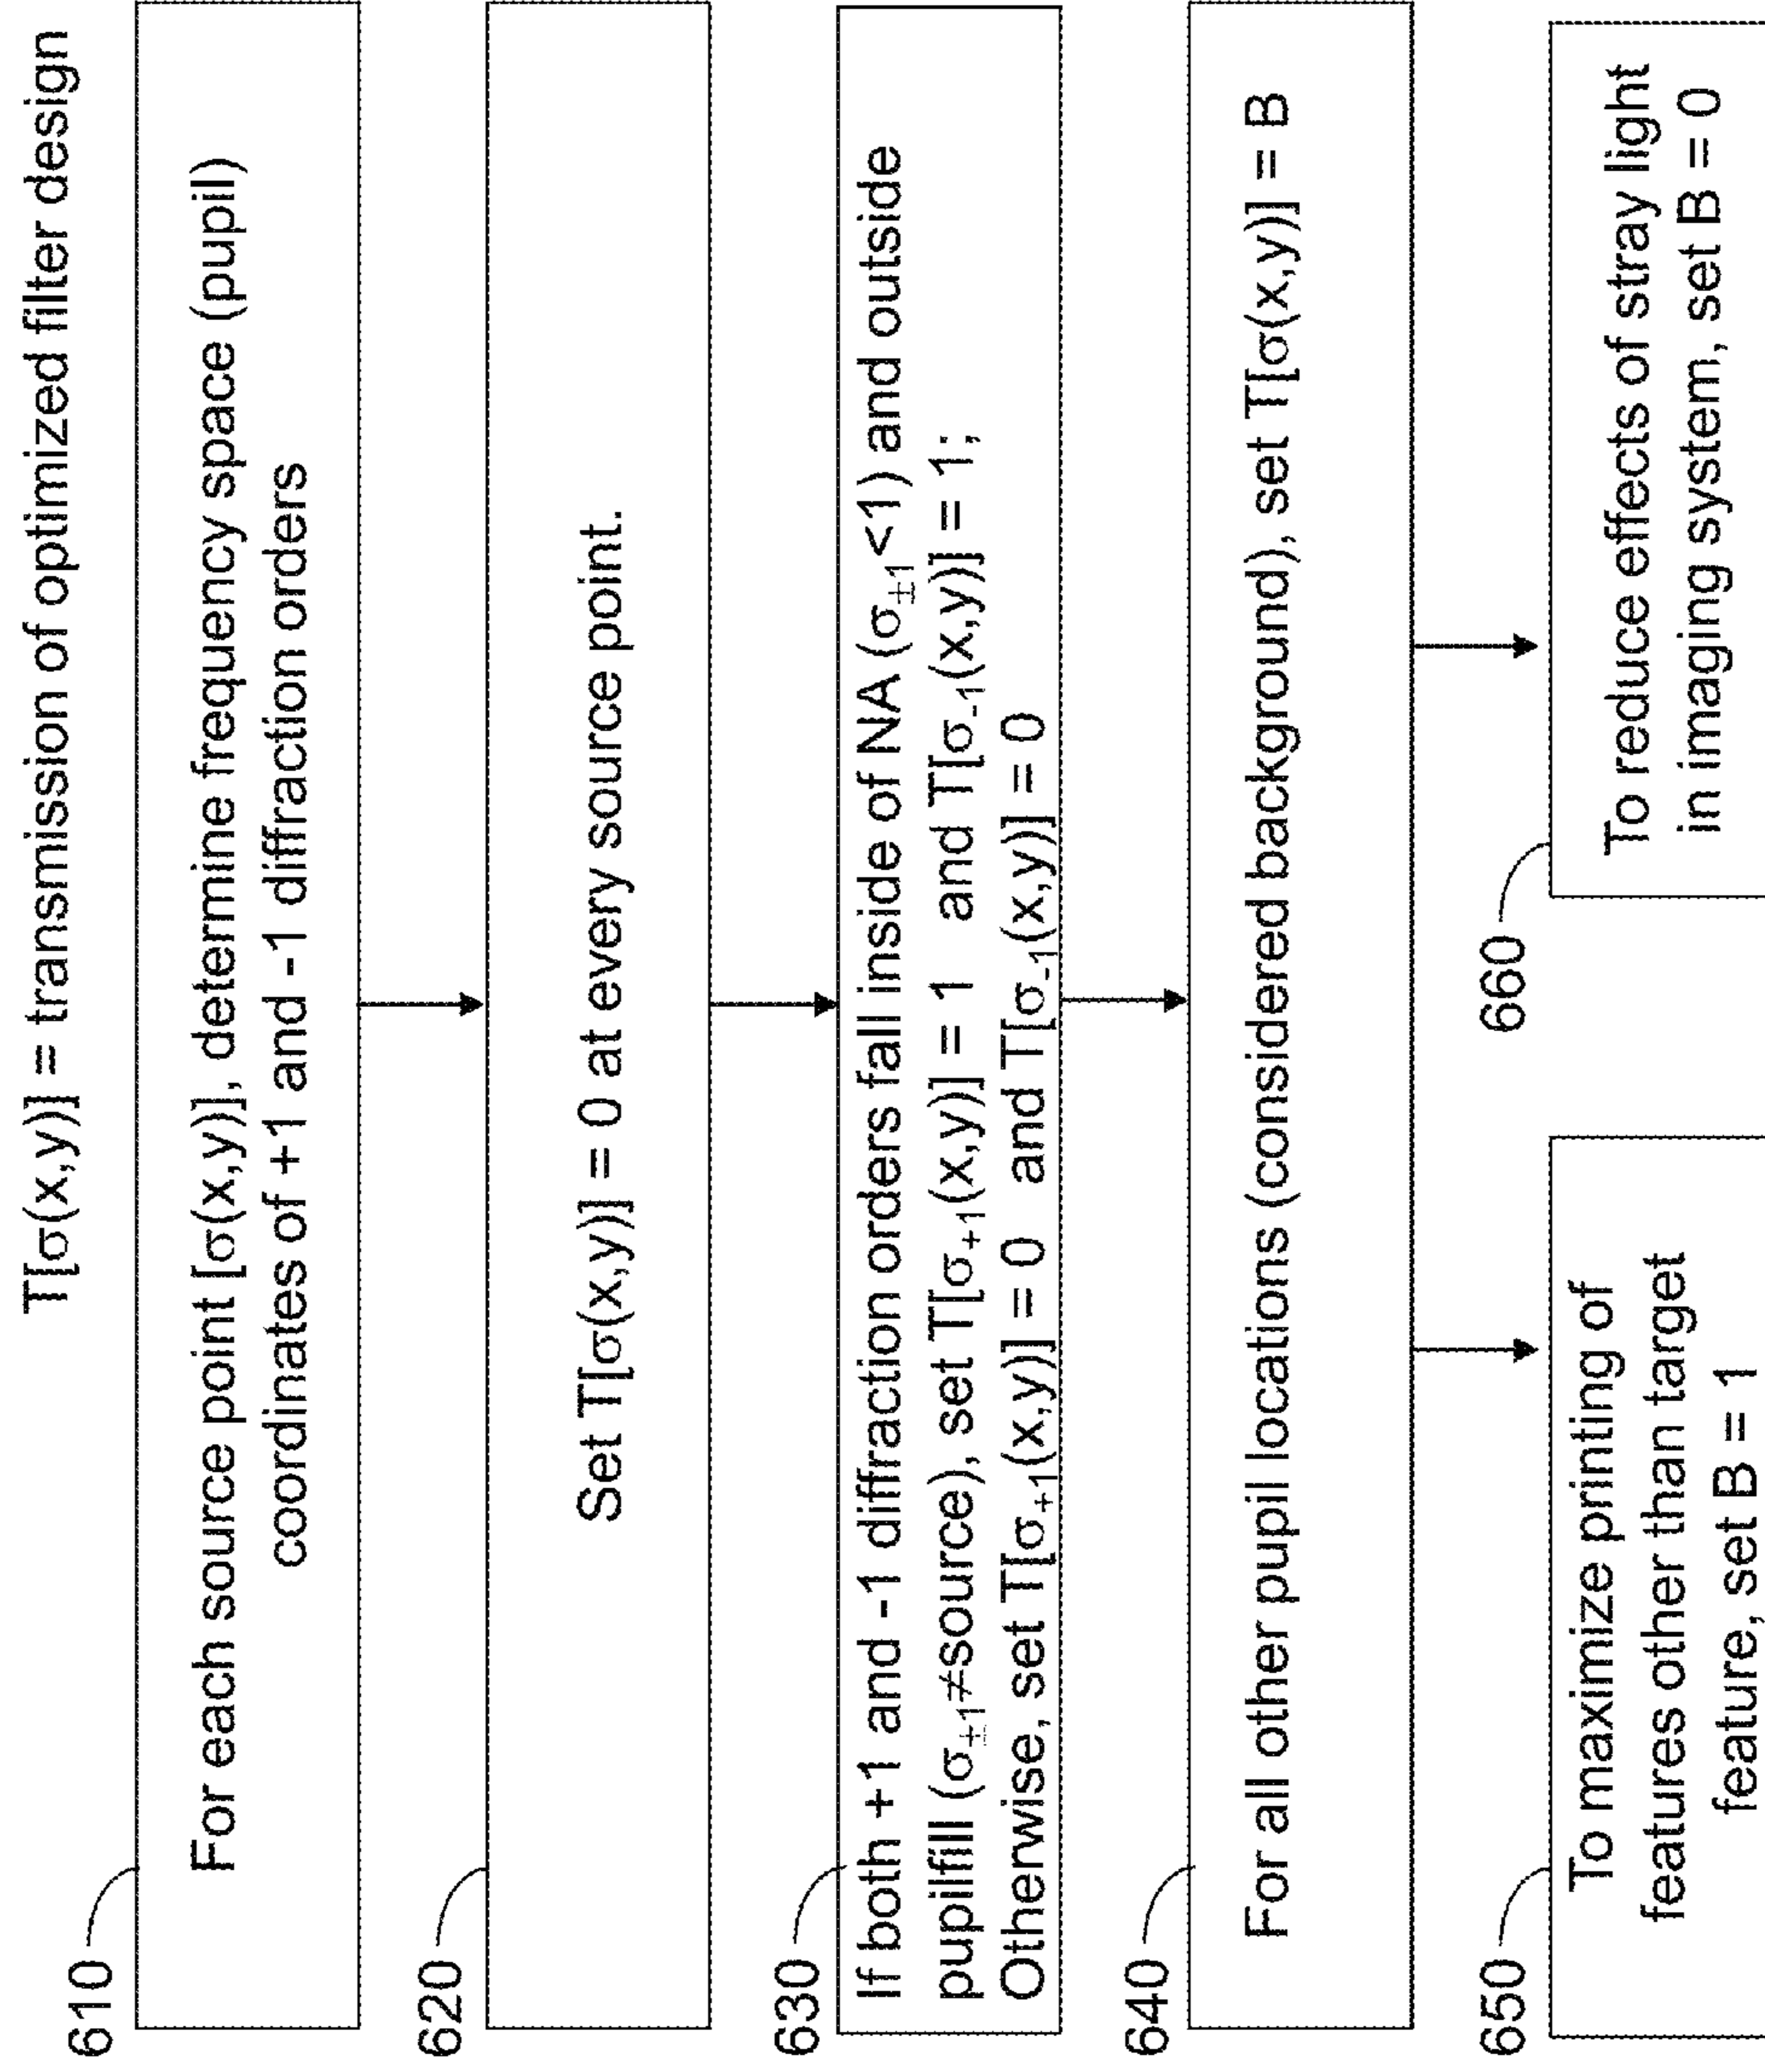 T[σ(x,y)] = transmission of optimized filter design
610
For each source point [σ(x,y)], determine frequency space (pupil)
coordinates of +1 and -1 diffraction orders
620
Set T[σ(x,y)] = 0 at every source point.
630
If both +1 and -1 diffraction orders fall inside of NA (σ±1 <1) and outside
pupilfill (σ±1≠source), set T[σ+1(x,y)] = 1 and T[σ-1(x,y)] = 1;
Otherwise, set T[σ+1(x,y)] = 0 and T[σ-1(x,y)] = 0
640
For all other pupil locations (considered background), set T[σ(x,y)] = B
650
To maximize printing of
features other than target
feature, set B = 1
660
To reduce effects of stray light
in imaging system, set B = 0